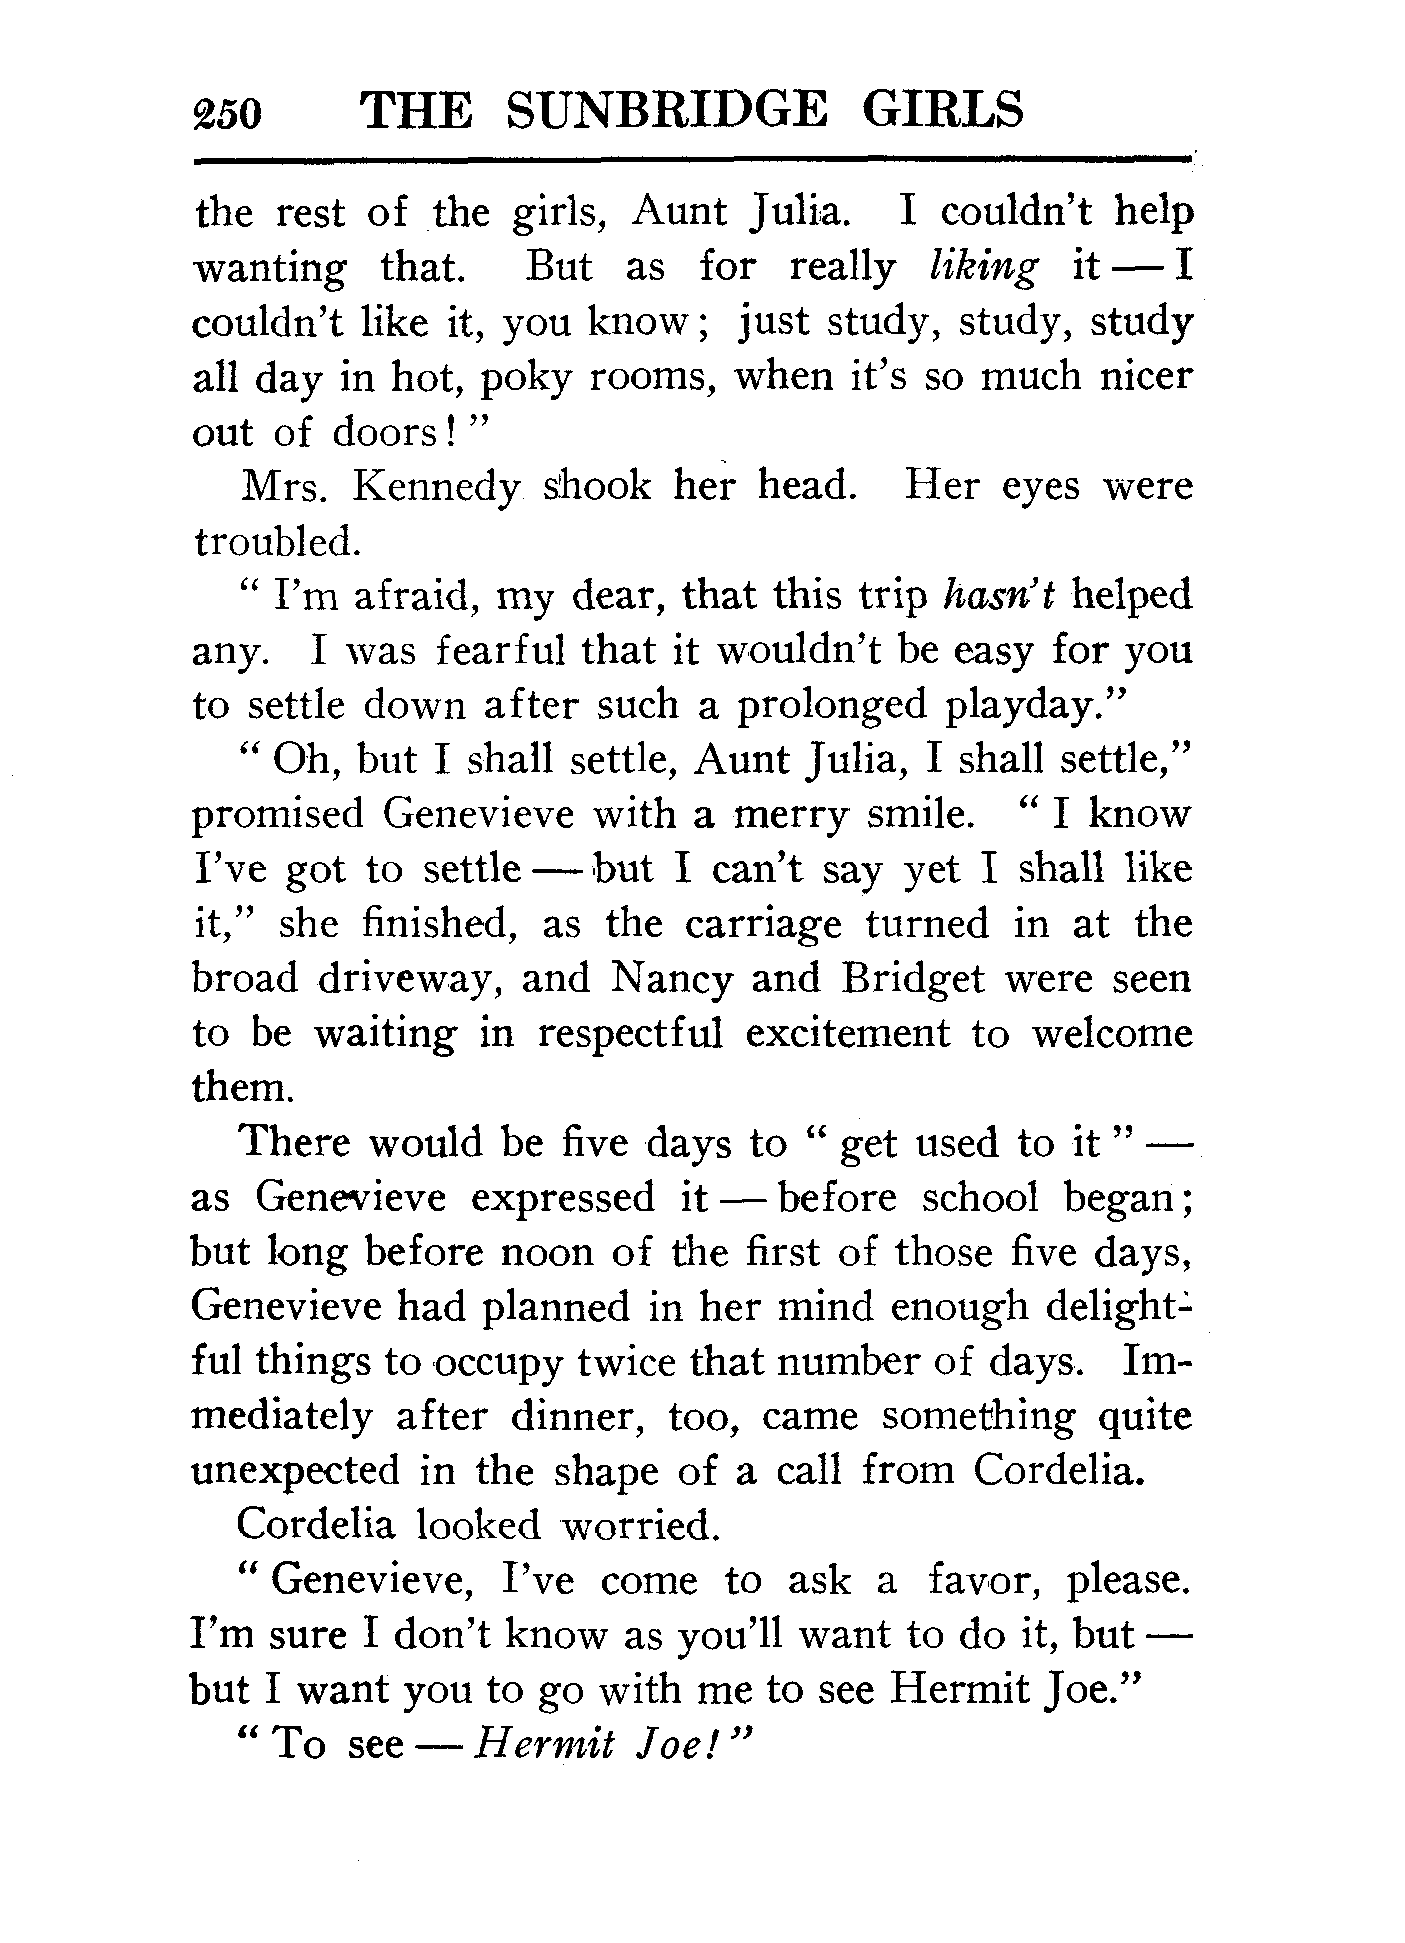 250 THE SUNBRIDGE GIRLS
the rest of the girls, Aunt Julia. I couldn't help
wanting that. But as for really liking it — I
couldn't like it, you know; just study, study, study
all day in hot, poky rooms, when it's so much nicer
out of doors! "
Mrs. Kennedy shook her head. Her eyes were
troubled.
" I'm afraid, my dear, that this trip hasn't helped
any. I was fearful that it wouldn't be easy for you
to settle down after such a prolonged playday."
" Oh, but I shall settle, Aunt Julia, I shall settle,"
promised Genevieve with a merry smile. " I know
I've got to settle — but I can't say yet I shall like
it," she finished, as the carriage turned in at the
broad driveway, and Nancy and Bridget were seen
to be waiting in respectful excitement to welcome
them.
There would be five days to " get used to it " —
as Genevieve expressed it — before school began;
but long before noon of the first of those five days,
Genevieve had planned in her mind enough delight-
ful things to occupy twice that number of days. Im-
mediately after dinner, too, came something quite
unexpected in the shape of a call from Cordelia.
Cordelia looked worried.
" Genevieve, I've come to ask a favor, please.
I'm sure I don't know as you'll want to do it, but —
but I want you to go with me to see Hermit Joe."
" To see — Hermit Joe! "